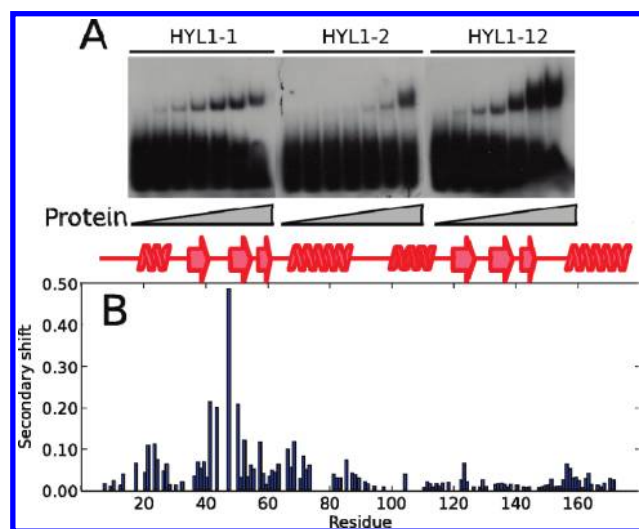 A
HYL1-1 HYL1-2 HYL1-12
Protein
B
0.50
0.40
0.30
0.20
0.10
0.00
Secondary shift
20 40 60 80 100 120 140 160
Residue